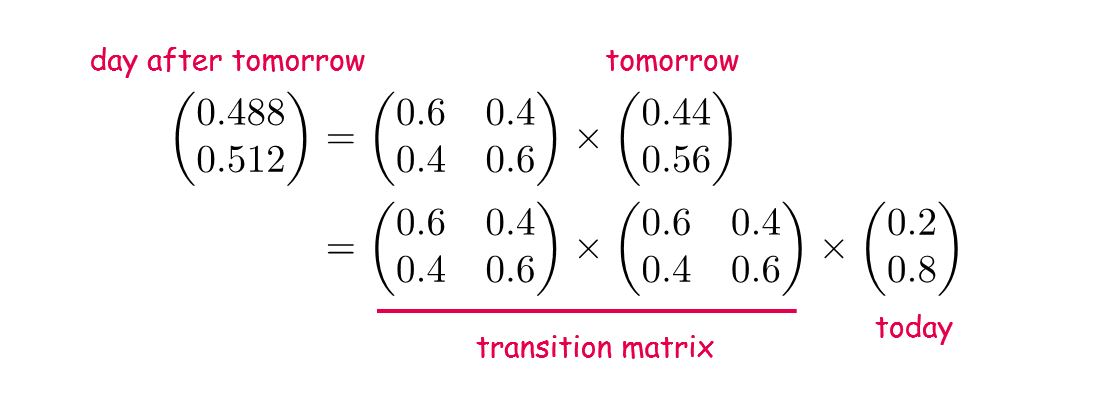 day after tomorrow tomorrow
(0.488 0.512) = (0.6 0.4 0.4 0.6) × (0.44 0.56)
= (0.6 0.4 0.4 0.6) × (0.6 0.4 0.4 0.6) × (0.2 0.8)
today
transition matrix